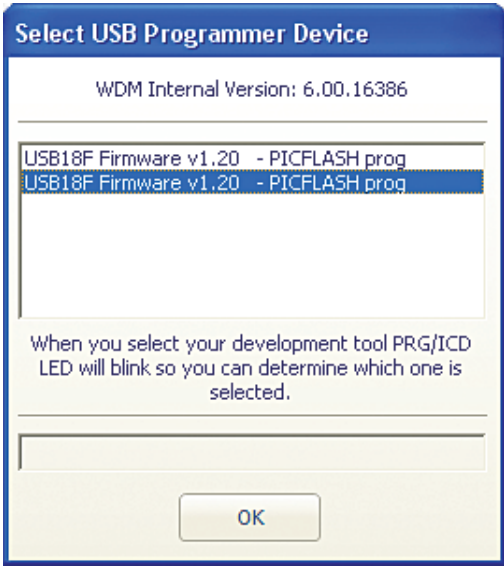 Select USB Programmer Device
WDM Internal Version: 6.00.16386
USB18F Firmware v1.20   - PICFLASH prog
USB18F Firmware v1.20   - PICFLASH prog
When you select your development tool PRG/ICD
LED will blink so you can determine which one is
selected.
OK